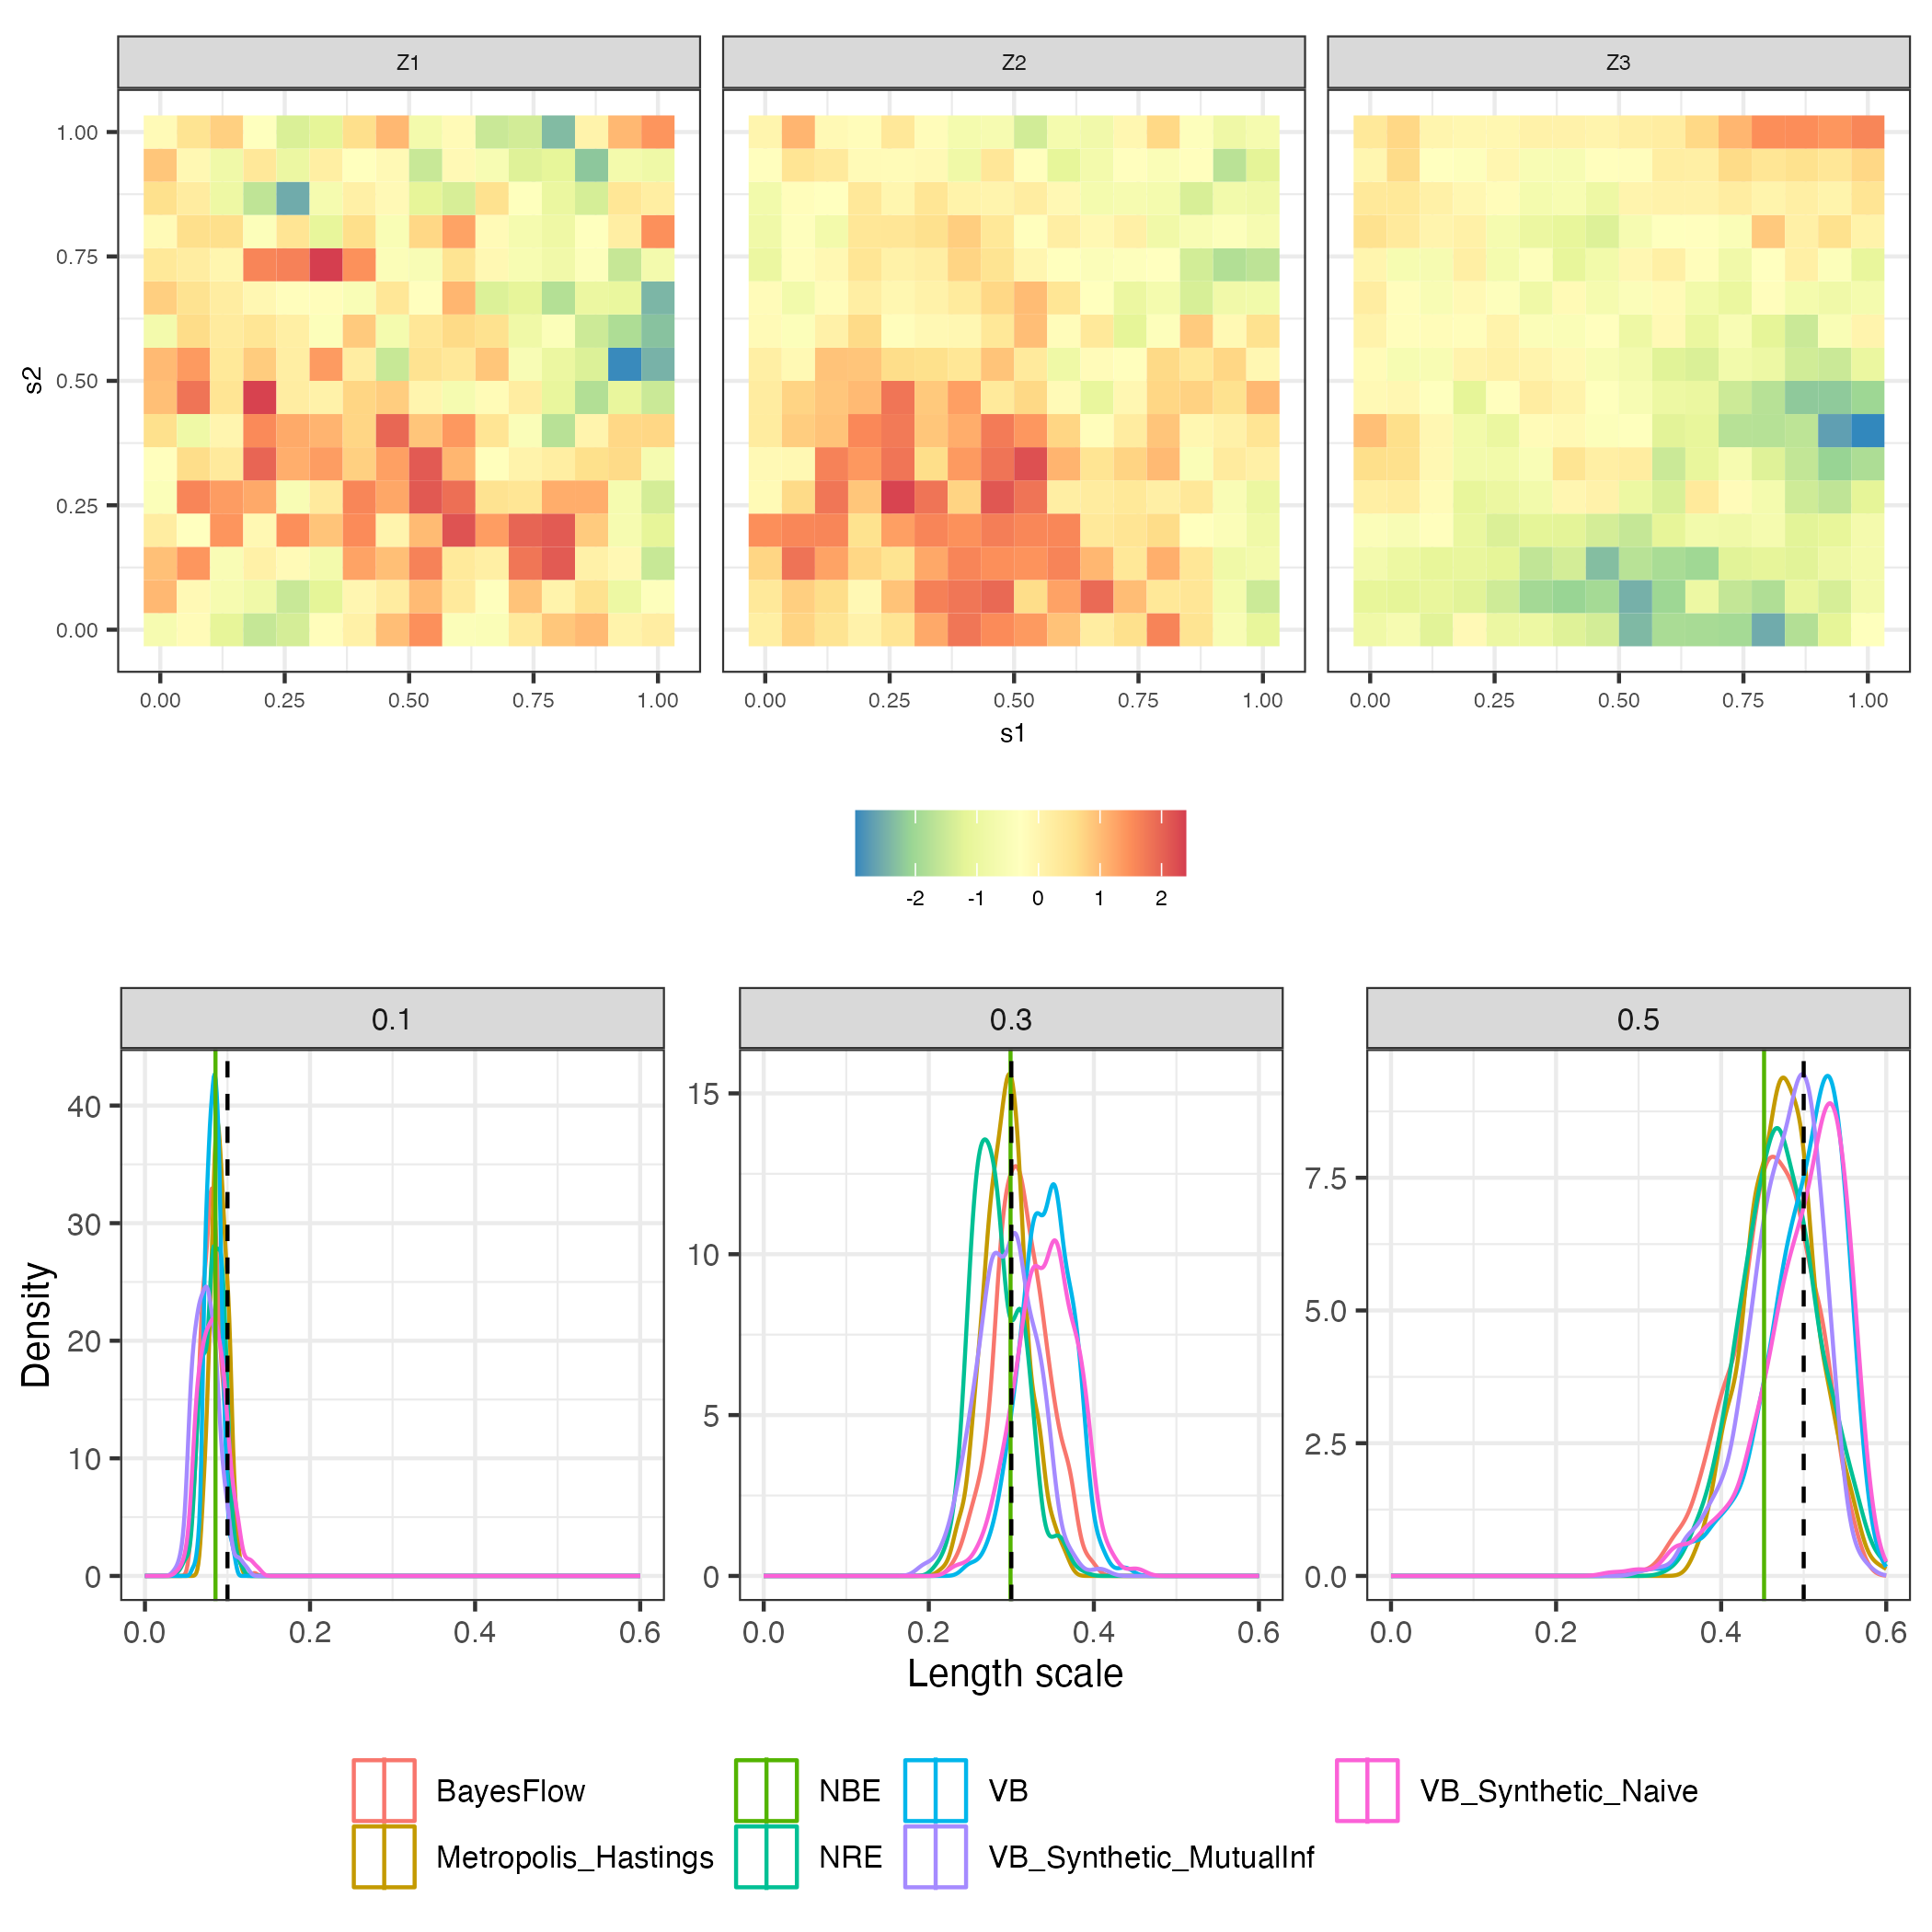 Z1 Z2 Z3
1.00
0.75
0.50
0.25
0.00
s2
0.00 0.25 0.50 0.75 1.00 0.00 0.25 0.50 0.75 1.00 0.00 0.25 0.50 0.75 1.00
s1
-2 -1 0 1 2
0.1 0.3 0.5
40
30
20
10
0
15
10
5
0
7.5
5.0
2.5
0.0
Density
0.0 0.2 0.4 0.6 0.0 0.2 0.4 0.6 0.0 0.2 0.4 0.6
Length scale
BayesFlow NBE VB VB_Synthetic_Naive
Metropolis_Hastings NRE VB_Synthetic_MutualInf